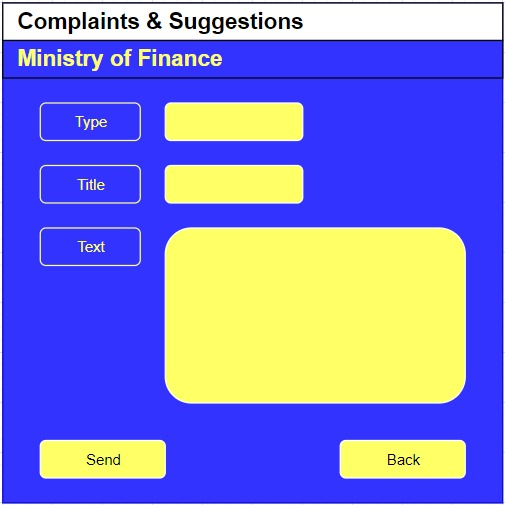 Complaints & Suggestions
Ministry of Finance
Type
Title
Text
Send Back